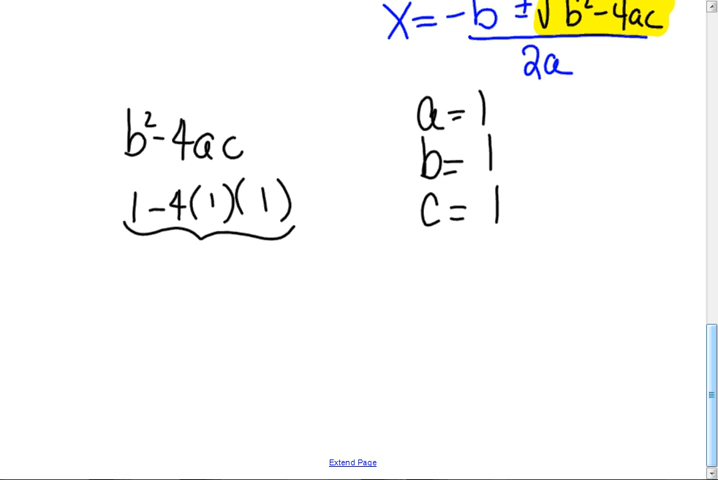 X = -b ± √b²-4ac
2a
b²-4ac
1-4(1)(1)
a = 1
b = 1
c = 1
Extend Page